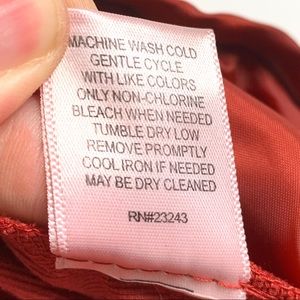 MACHINE WASH COLD
GENTLE CYCLE
WITH LIKE COLORS
ONLY NON-CHLORINE
BLEACH WHEN NEEDED
TUMBLE DRY LOW
REMOVE PROMPTLY
COOL IRON IF NEEDED
MAY BE DRY CLEANED
RN#23243